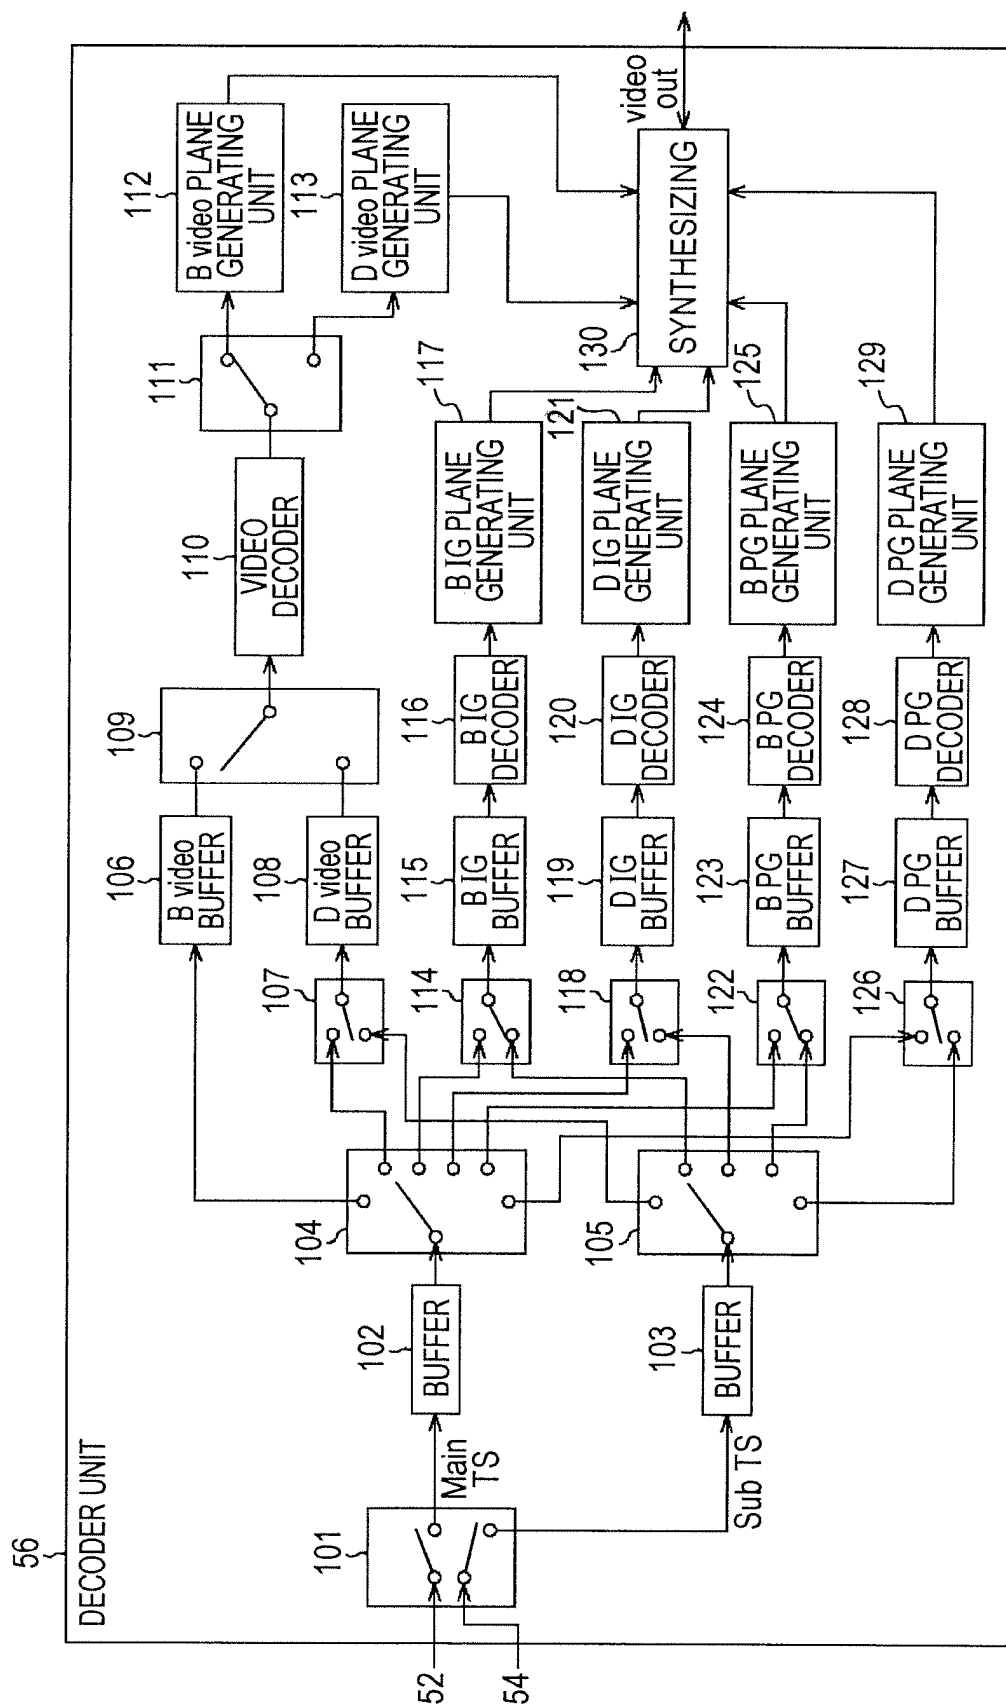 56
DECODER UNIT
52
54
101
Main
TS
Sub TS
102
BUFFER
103
BUFFER
104
105
106
B video
BUFFER
107
108
D video
BUFFER
109
110
VIDEO
DECODER
111
112
B video PLANE
GENERATING
UNIT
113
D video PLANE
GENERATING
UNIT
114
115
B IG
BUFFER
116
B IG
DECODER
117
B IG PLANE
GENERATING
UNIT
118
119
D IG
BUFFER
120
D IG
DECODER
121
D IG PLANE
GENERATING
UNIT
122
123
B PG
BUFFER
124
B PG
DECODER
125
B PG PLANE
GENERATING
UNIT
126
127
D PG
BUFFER
128
D PG
DECODER
129
D PG PLANE
GENERATING
UNIT
130
SYNTHESIZING
video
out